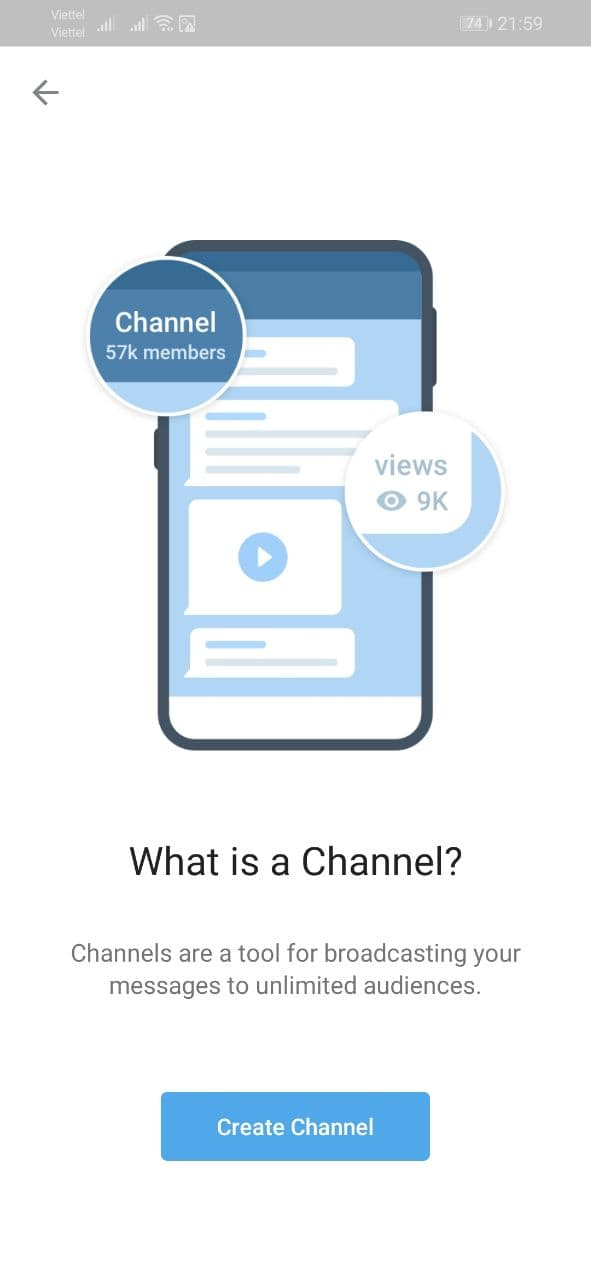 Viettel
Viettel
74 21:59
Channel
57k members
views
9K
What is a Channel?
Channels are a tool for broadcasting your
messages to unlimited audiences.
Create Channel